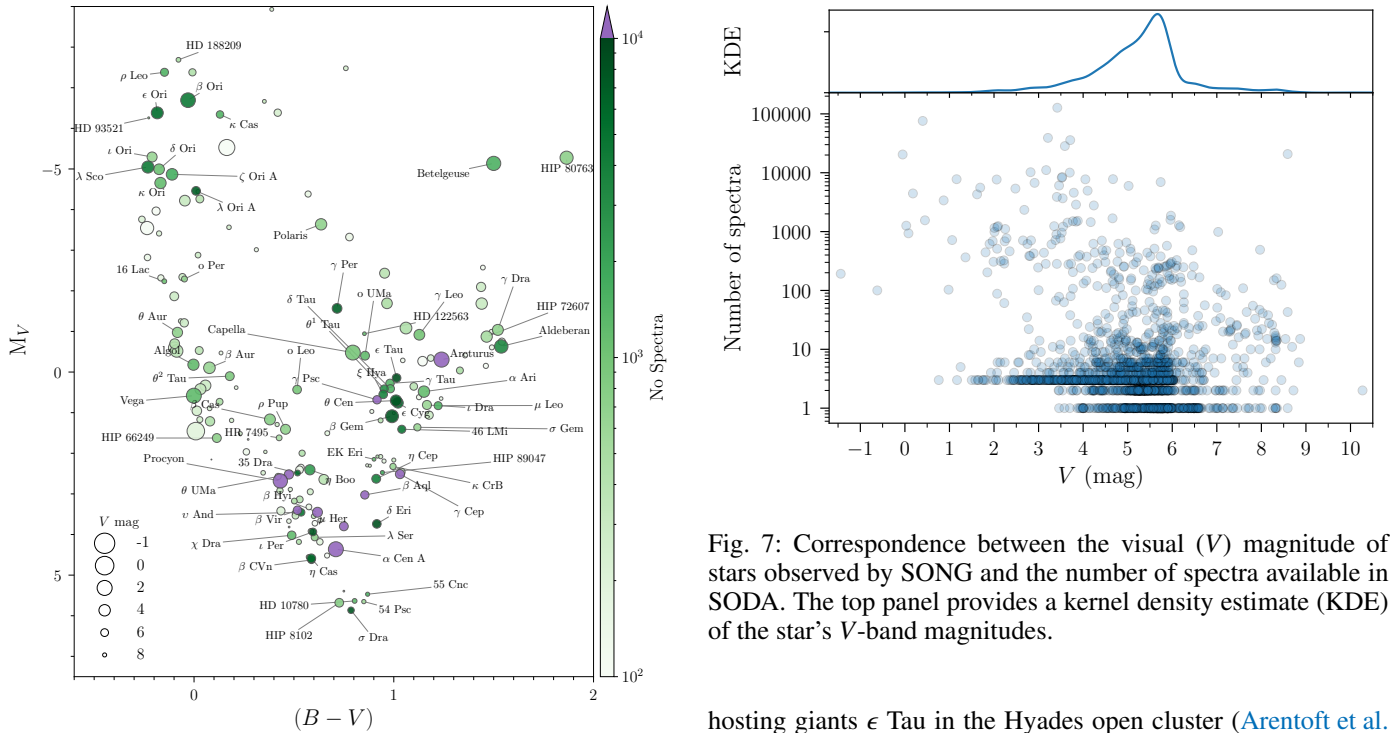 HD 188209
ρ Leo
β Ori
ϵ Ori
HD 93521
κ Cas
ι Ori
δ Ori
λ Sco
ζ Ori A
κ Ori
λ Ori A
Betelgeuse
HIP 80763
Polaris
16 Lac
ο Per
γ Per
ο UMa
γ Leo
γ Dra
δ Tau
HD 122563
HIP 72607
θ Aur
θ¹ Tau
Capella
Aldeberan
Algol
β Aur
ο Leo
ϵ Tau
Arcturus
ξ Hya
θ² Tau
γ Psc
γ Tau
α Ari
Vega
β Cas
ρ Pup
θ Cen
ϵ Cyg
ι Dra
μ Leo
HIP 66249
HR 7495
β Gem
46 LMi
σ Gem
Procyon
35 Dra
EK Eri
η Cep
HIP 89047
θ UMa
η Boo
β Aql
κ CrB
β Hyi
γ Cep
υ And
β Vir
μ Her
δ Eri
χ Dra
ι Per
λ Ser
β CVn
η Cas
α Cen A
55 Cnc
HD 10780
54 Psc
HIP 8102
σ Dra
V mag
-1
0
2
4
6
8
M_V
−5
0
5
0
1
2
(B − V)
10⁴
10³
10²
No Spectra
KDE
Number of spectra
100000
10000
1000
100
10
1
−1 0 1 2 3 4 5 6 7 8 9 10
V (mag)
Fig. 7: Correspondence between the visual (V) magnitude of
stars observed by SONG and the number of spectra available in
SODA. The top panel provides a kernel density estimate (KDE)
of the star's V-band magnitudes.
hosting giants ϵ Tau in the Hyades open cluster (Arentoft et al.